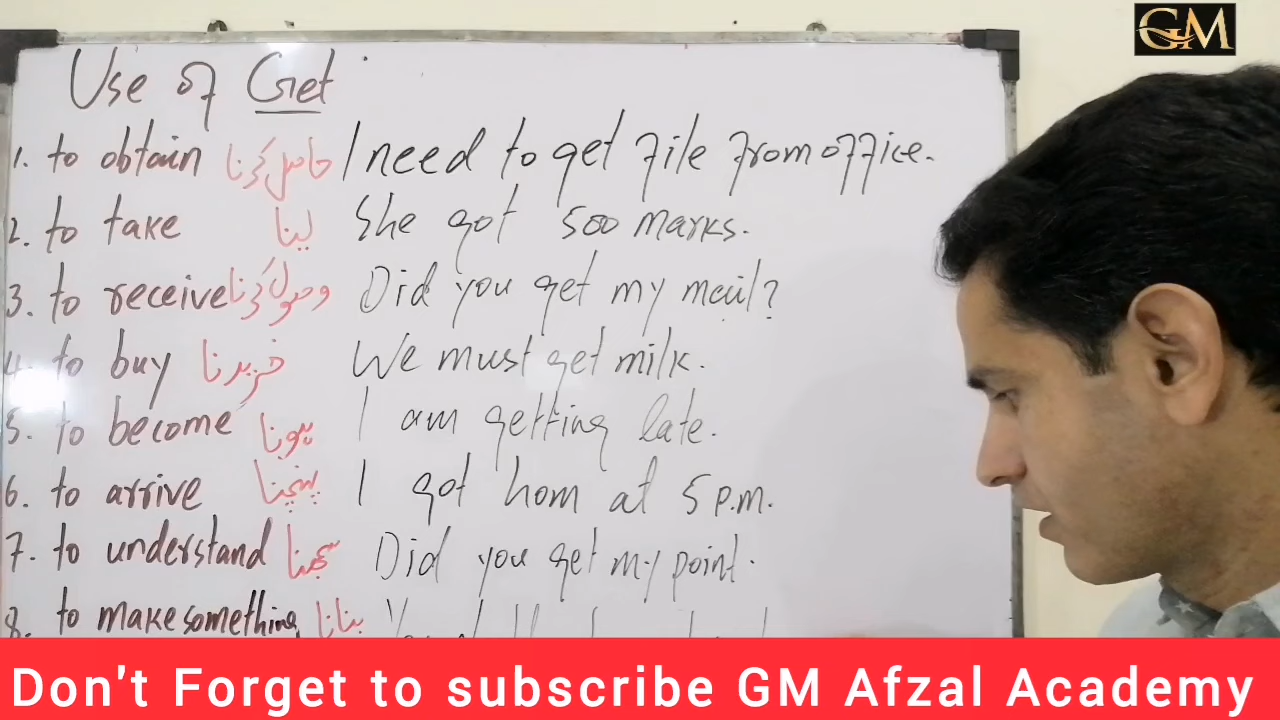 GM
Use of Get
1. to obtain حاصل کرنا I need to get file from office.
2. to take لینا She got 500 marks.
3. to receive وصول کرنا Did you get my mail?
4. to buy خریدنا We must get milk.
5. to become ہونا I am getting late.
6. to arrive پہنچنا I got hom at 5 p.m.
7. to understand سمجھنا Did you get my point.
8. to make something بنانا
Don't Forget to subscribe GM Afzal Academy